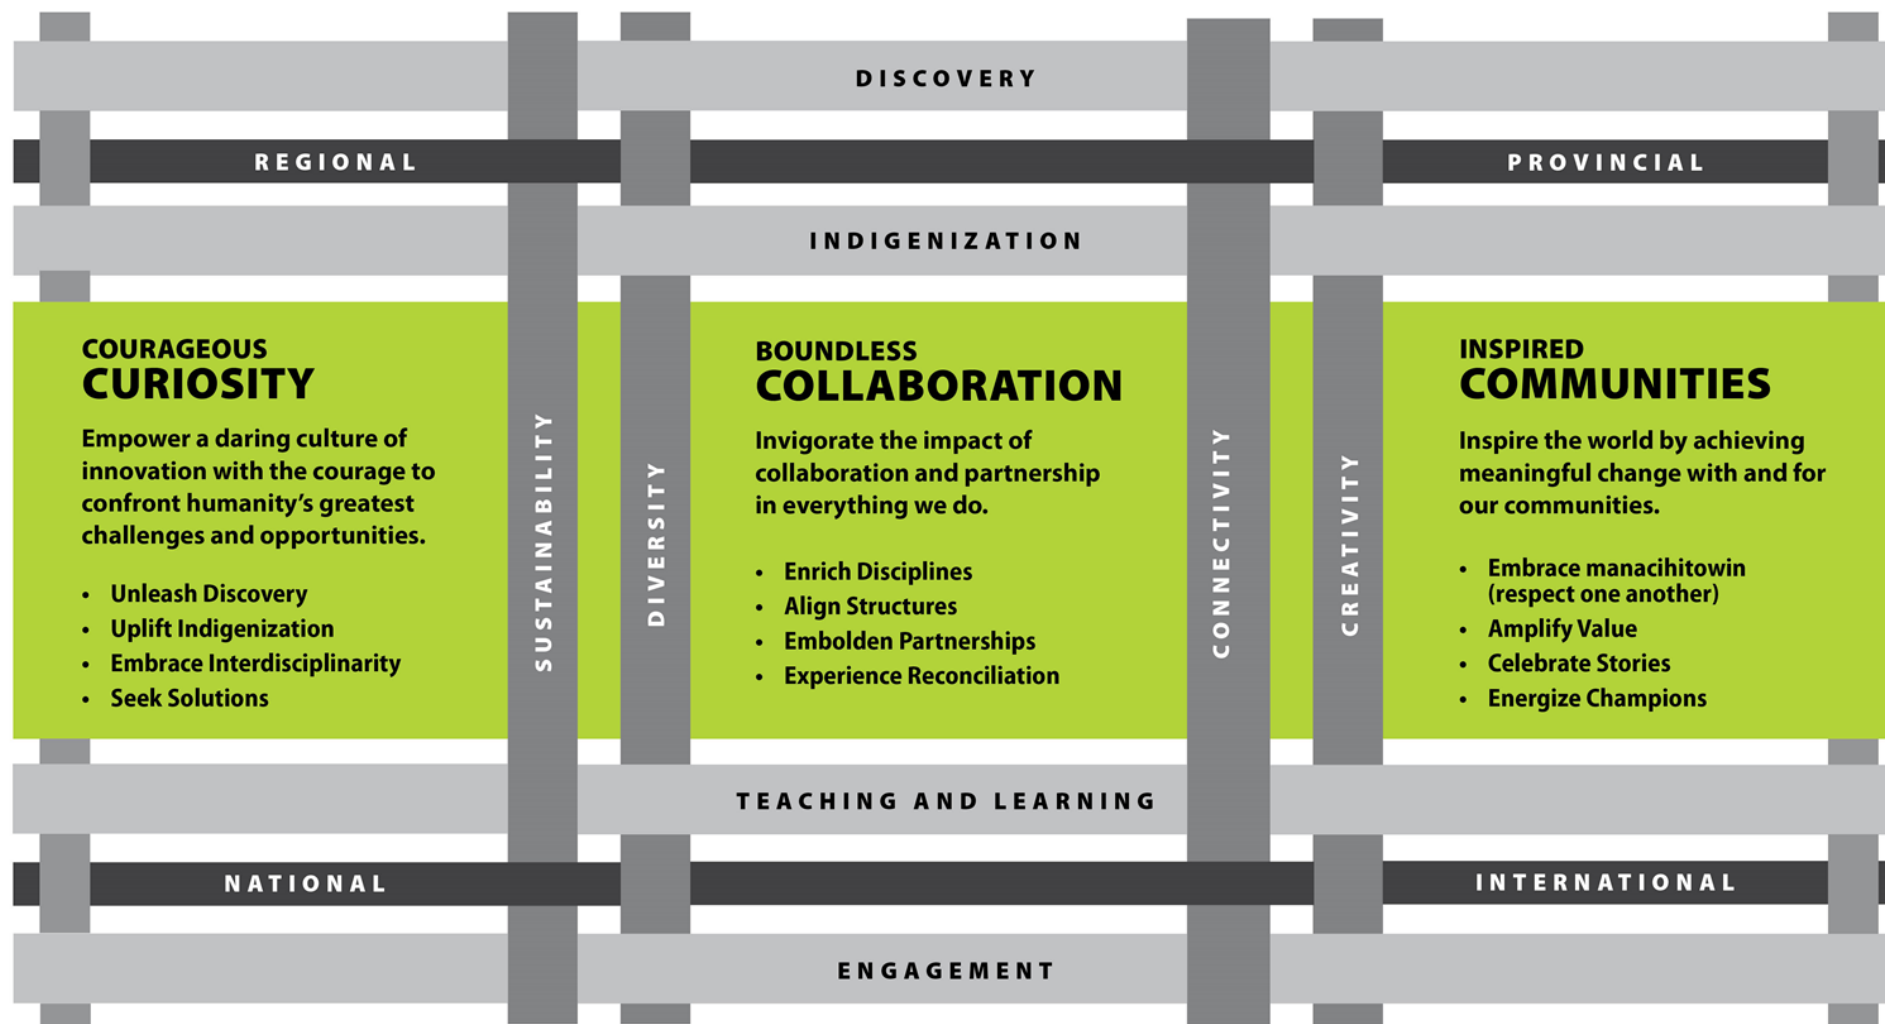 DISCOVERY
REGIONAL
PROVINCIAL
INDIGENIZATION
COURAGEOUS
CURIOSITY
Empower a daring culture of
innovation with the courage to
confront humanity's greatest
challenges and opportunities.
• Unleash Discovery
• Uplift Indigenization
• Embrace Interdisciplinarity
• Seek Solutions
SUSTAINABILITY
DIVERSITY
BOUNDLESS
COLLABORATION
Invigorate the impact of
collaboration and partnership
in everything we do.
• Enrich Disciplines
• Align Structures
• Embolden Partnerships
• Experience Reconciliation
CONNECTIVITY
CREATIVITY
INSPIRED
COMMUNITIES
Inspire the world by achieving
meaningful change with and for
our communities.
• Embrace manacihitowin
(respect one another)
• Amplify Value
• Celebrate Stories
• Energize Champions
TEACHING AND LEARNING
NATIONAL
INTERNATIONAL
ENGAGEMENT